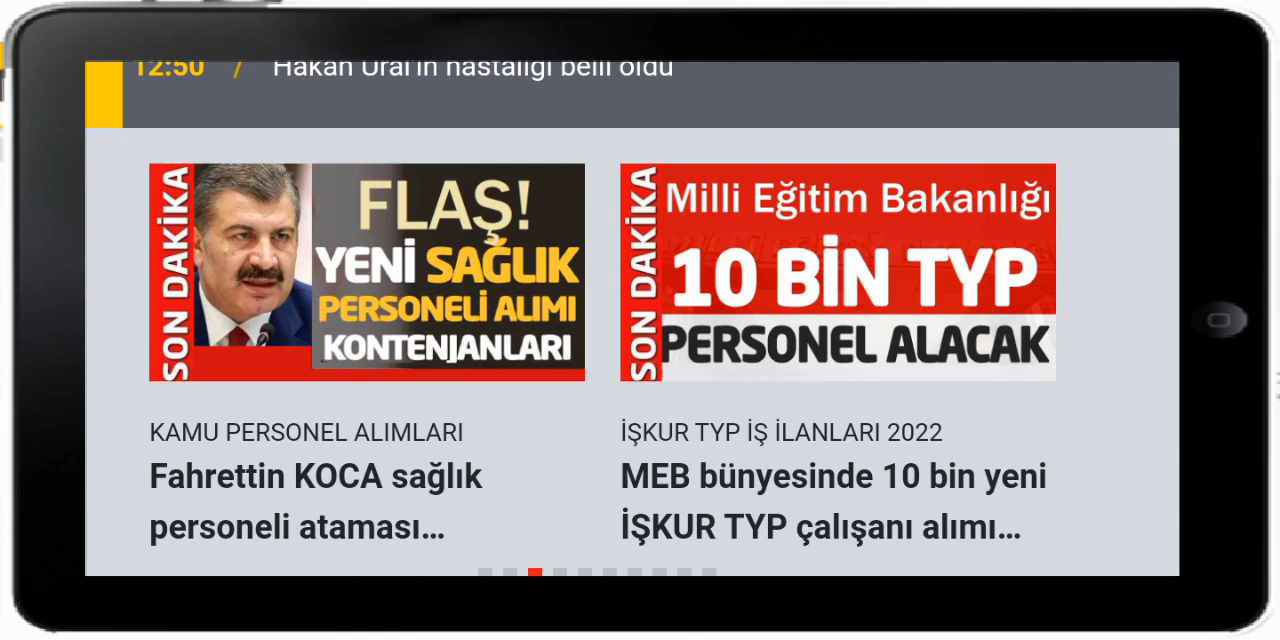 12:50 / Hakan Ural'ın hastalığı belli oldu
SON DAKİKA
FLAŞ!
YENİ SAĞLIK
PERSONELİ ALIMI
KONTENJANLARI
SON DAKİKA
Milli Eğitim Bakanlığı
10 BİN TYP
PERSONEL ALACAK
KAMU PERSONEL ALIMLARI
Fahrettin KOCA sağlık
personeli ataması...
İŞKUR TYP İŞ İLANLARI 2022
MEB bünyesinde 10 bin yeni
İŞKUR TYP çalışanı alımı...